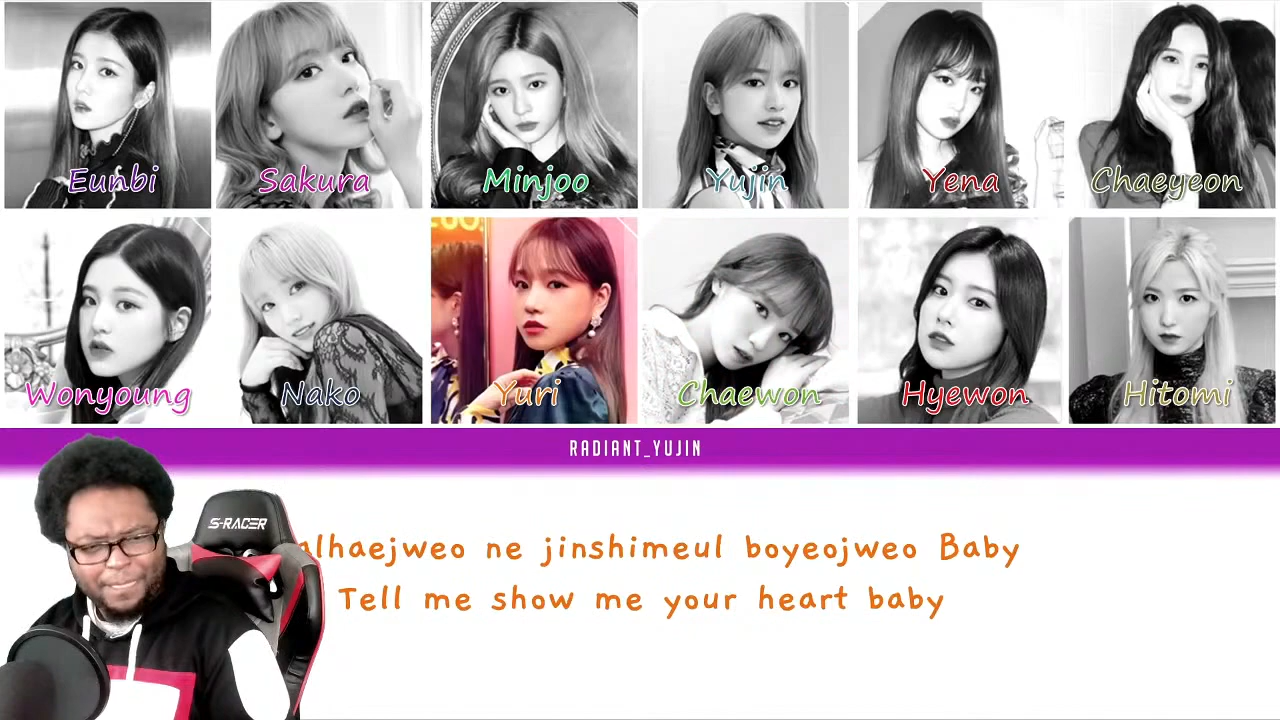 Eunbi
Sakura
Minjoo
Yujin
Yena
Chaeyeon
Wonyoung
Nako
Yuri
Chaewon
Hyewon
Hitomi
RADIANT_YUJIN
S-RACER
ne jinshimeul boyeojweo Baby
Tell me show me your heart baby